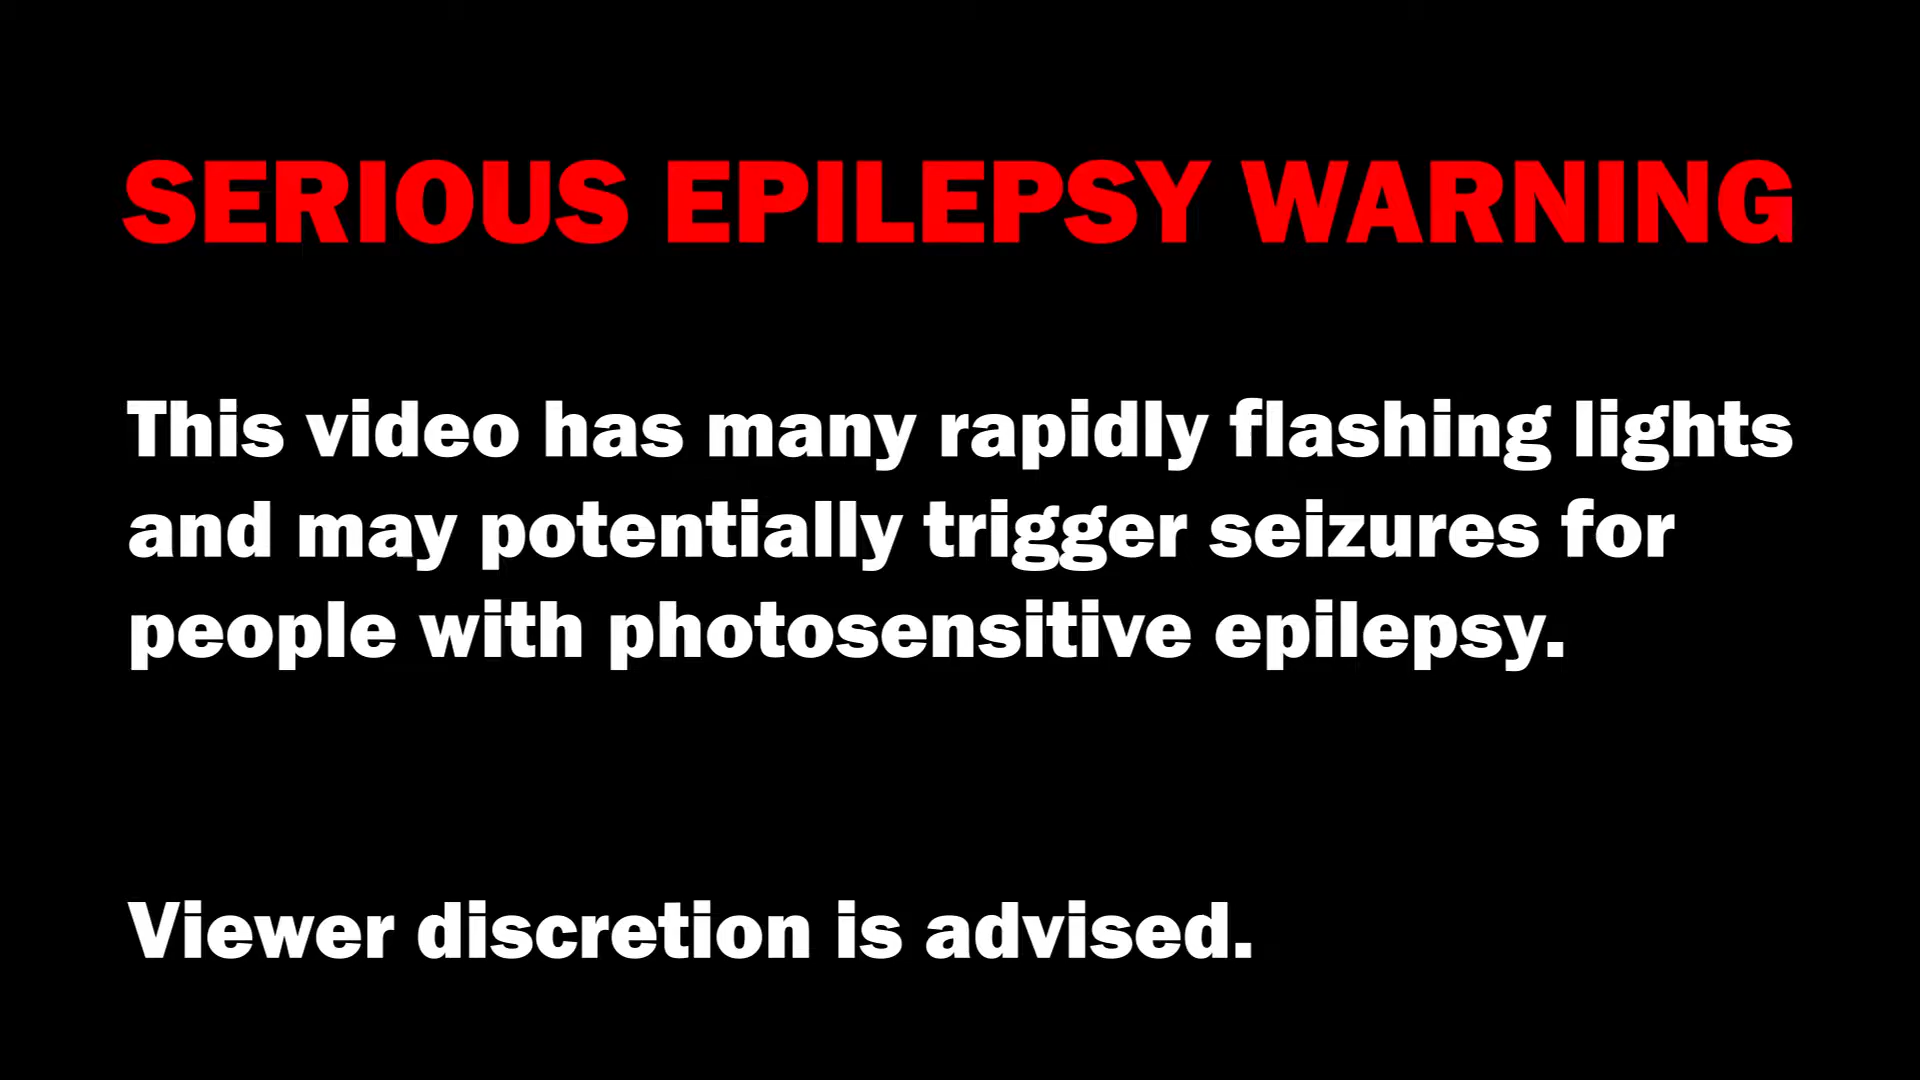 SERIOUS EPILEPSY WARNING
This video has many rapidly flashing lights
and may potentially trigger seizures for
people with photosensitive epilepsy.
Viewer discretion is advised.